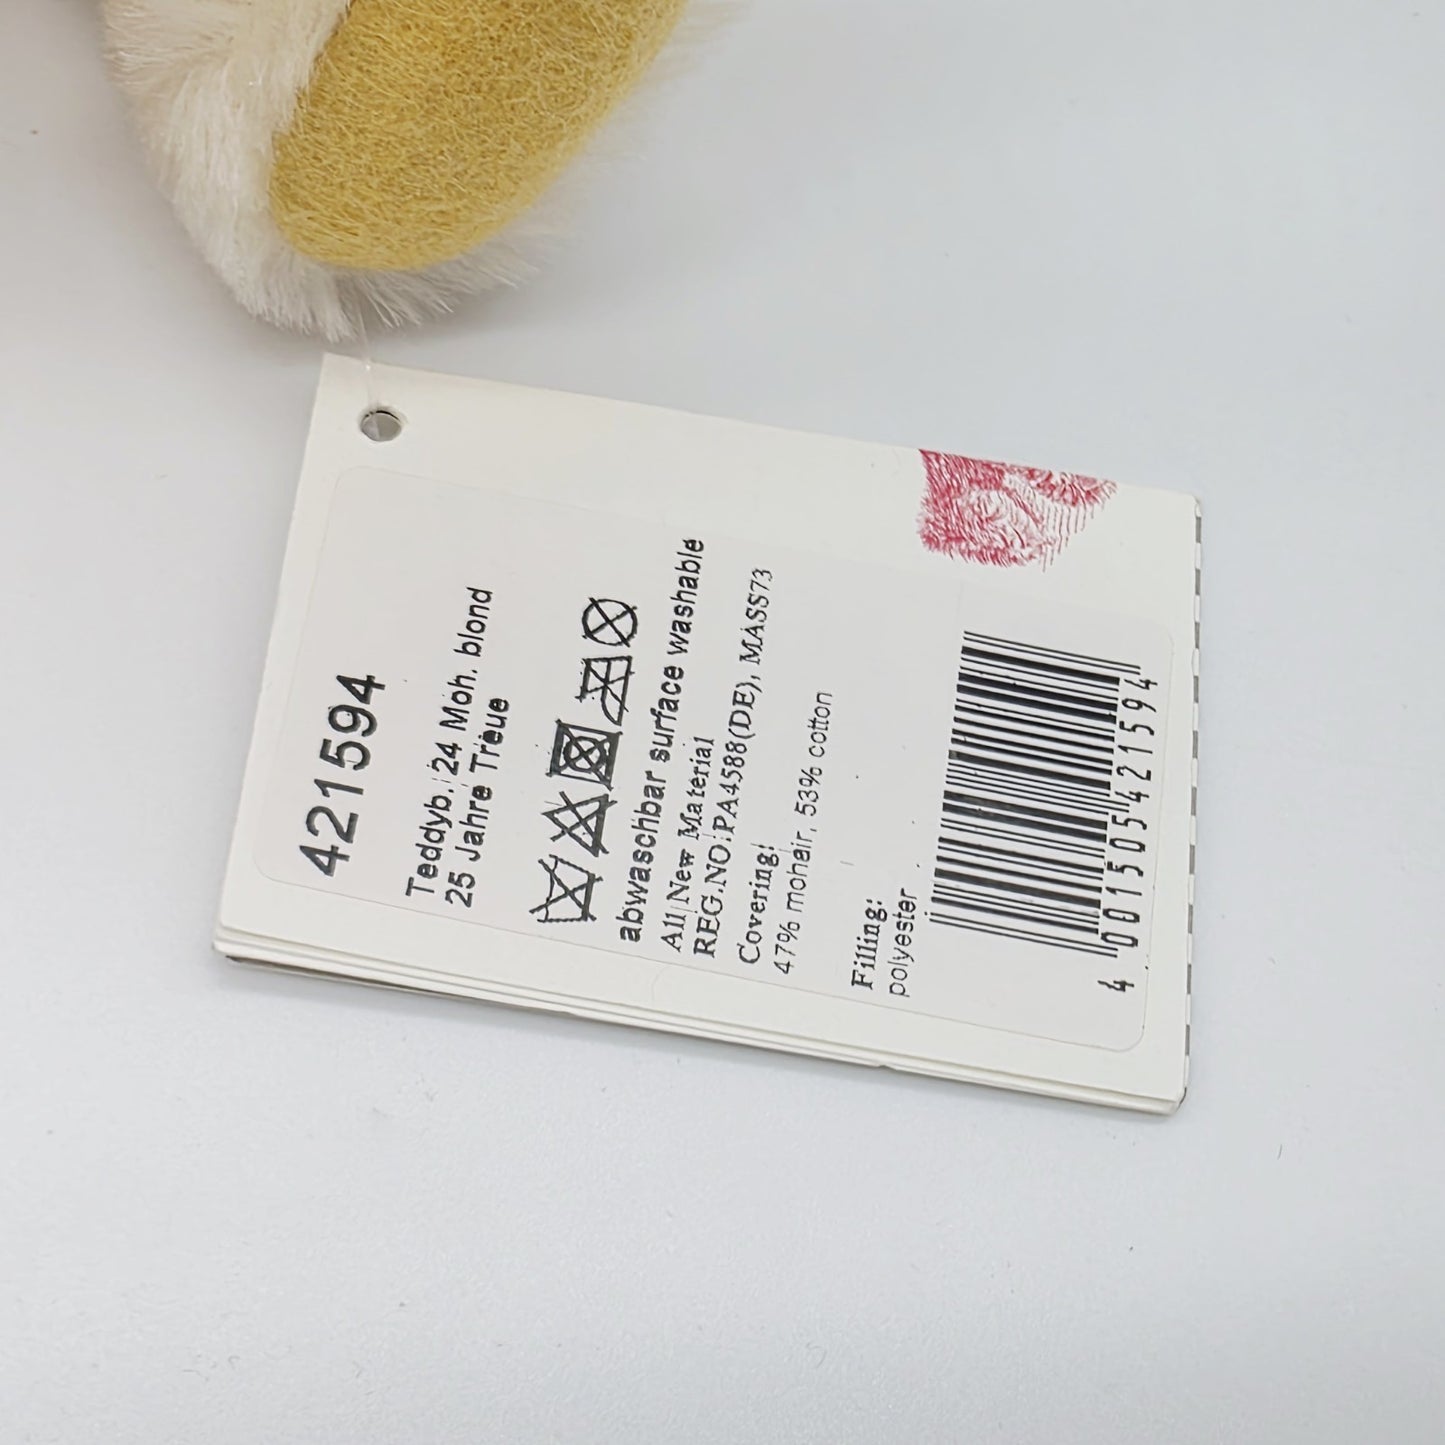 421594
Teddyb. 24 Moh. blond
25 Jahre Treue
abwaschbar surface washable
All New Material
REG.NO:PA4588(DE), MASS73
Covering:
47% mohair, 53% cotton
Filling:
polyester
4 001505 421594